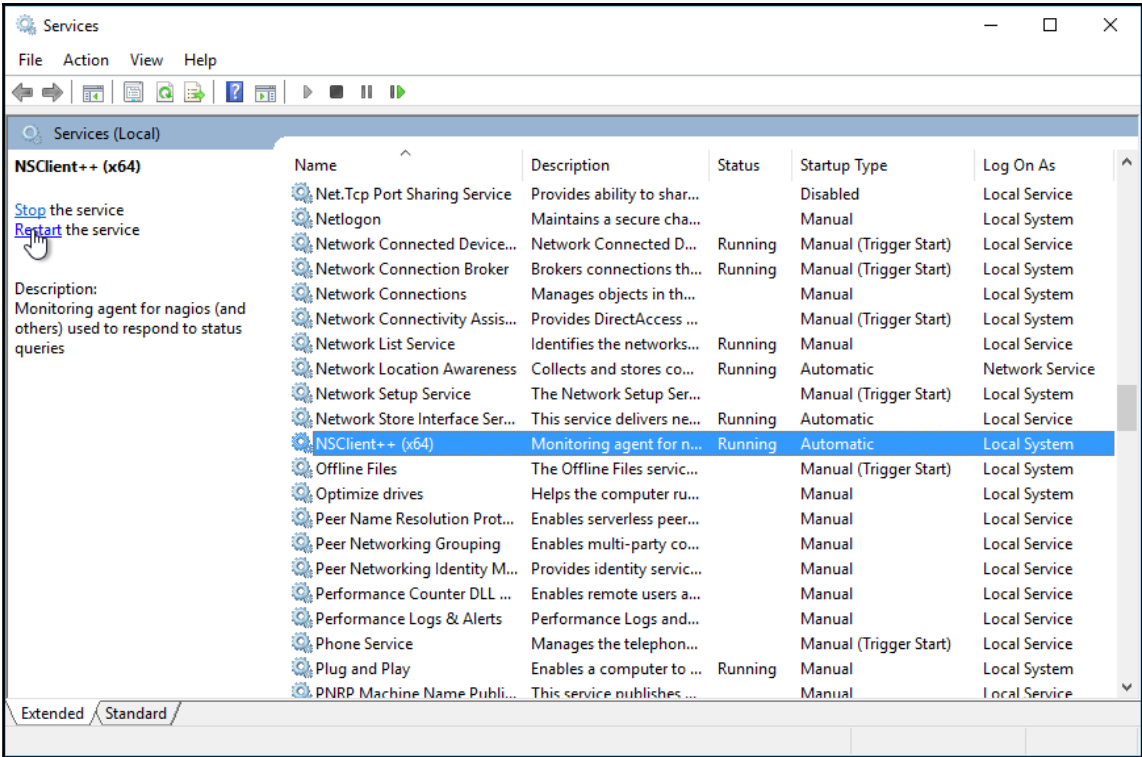 Services
File Action View Help
Services (Local)
NSClient++ (x64)
Stop the service
Restart the service
Description:
Monitoring agent for nagios (and
others) used to respond to status
queries
Name Description Status Startup Type Log On As
Net.Tcp Port Sharing Service Provides ability to shar... Disabled Local Service
Netlogon Maintains a secure cha... Manual Local System
Network Connected Device... Network Connected D... Running Manual (Trigger Start) Local Service
Network Connection Broker Brokers connections th... Running Manual (Trigger Start) Local System
Network Connections Manages objects in th... Manual Local System
Network Connectivity Assis... Provides DirectAccess ... Manual (Trigger Start) Local System
Network List Service Identifies the networks... Running Manual Local Service
Network Location Awareness Collects and stores co... Running Automatic Network Service
Network Setup Service The Network Setup Ser... Manual (Trigger Start) Local System
Network Store Interface Ser... This service delivers ne... Running Automatic Local Service
NSClient++ (x64) Monitoring agent for n... Running Automatic Local System
Offline Files The Offline Files servic... Manual (Trigger Start) Local System
Optimize drives Helps the computer ru... Manual Local System
Peer Name Resolution Prot... Enables serverless peer... Manual Local Service
Peer Networking Grouping Enables multi-party co... Manual Local Service
Peer Networking Identity M... Provides identity servic... Manual Local Service
Performance Counter DLL ... Enables remote users a... Manual Local Service
Performance Logs & Alerts Performance Logs and... Manual Local Service
Phone Service Manages the telephon... Manual (Trigger Start) Local Service
Plug and Play Enables a computer to ... Running Manual Local System
PNRP Machine Name Publi... This service publishes ... Manual Local Service
Extended Standard